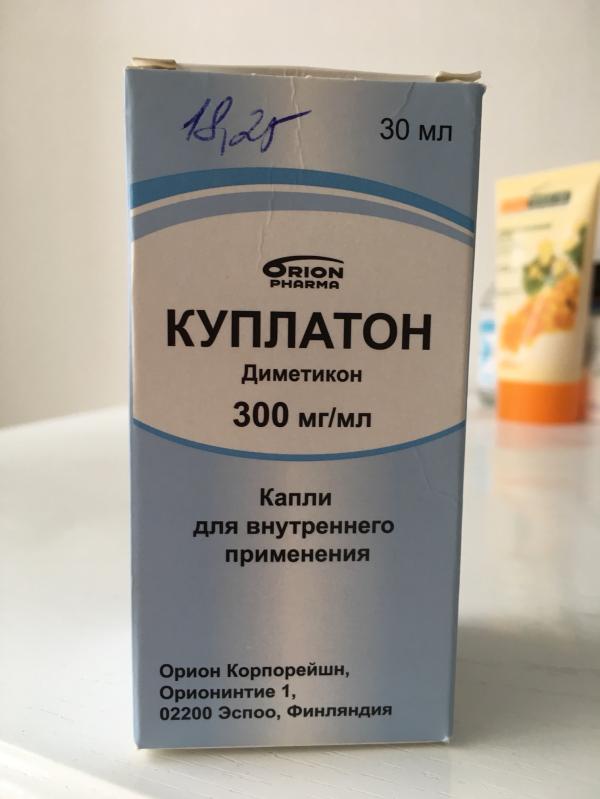 18,25
30 мл
ORION
PHARMA
КУПЛАТОН
Диметикон
300 мг/мл
Капли
для внутреннего
применения
Орион Корпорейшн,
Орионинтие 1,
02200 Эспоо, Финляндия